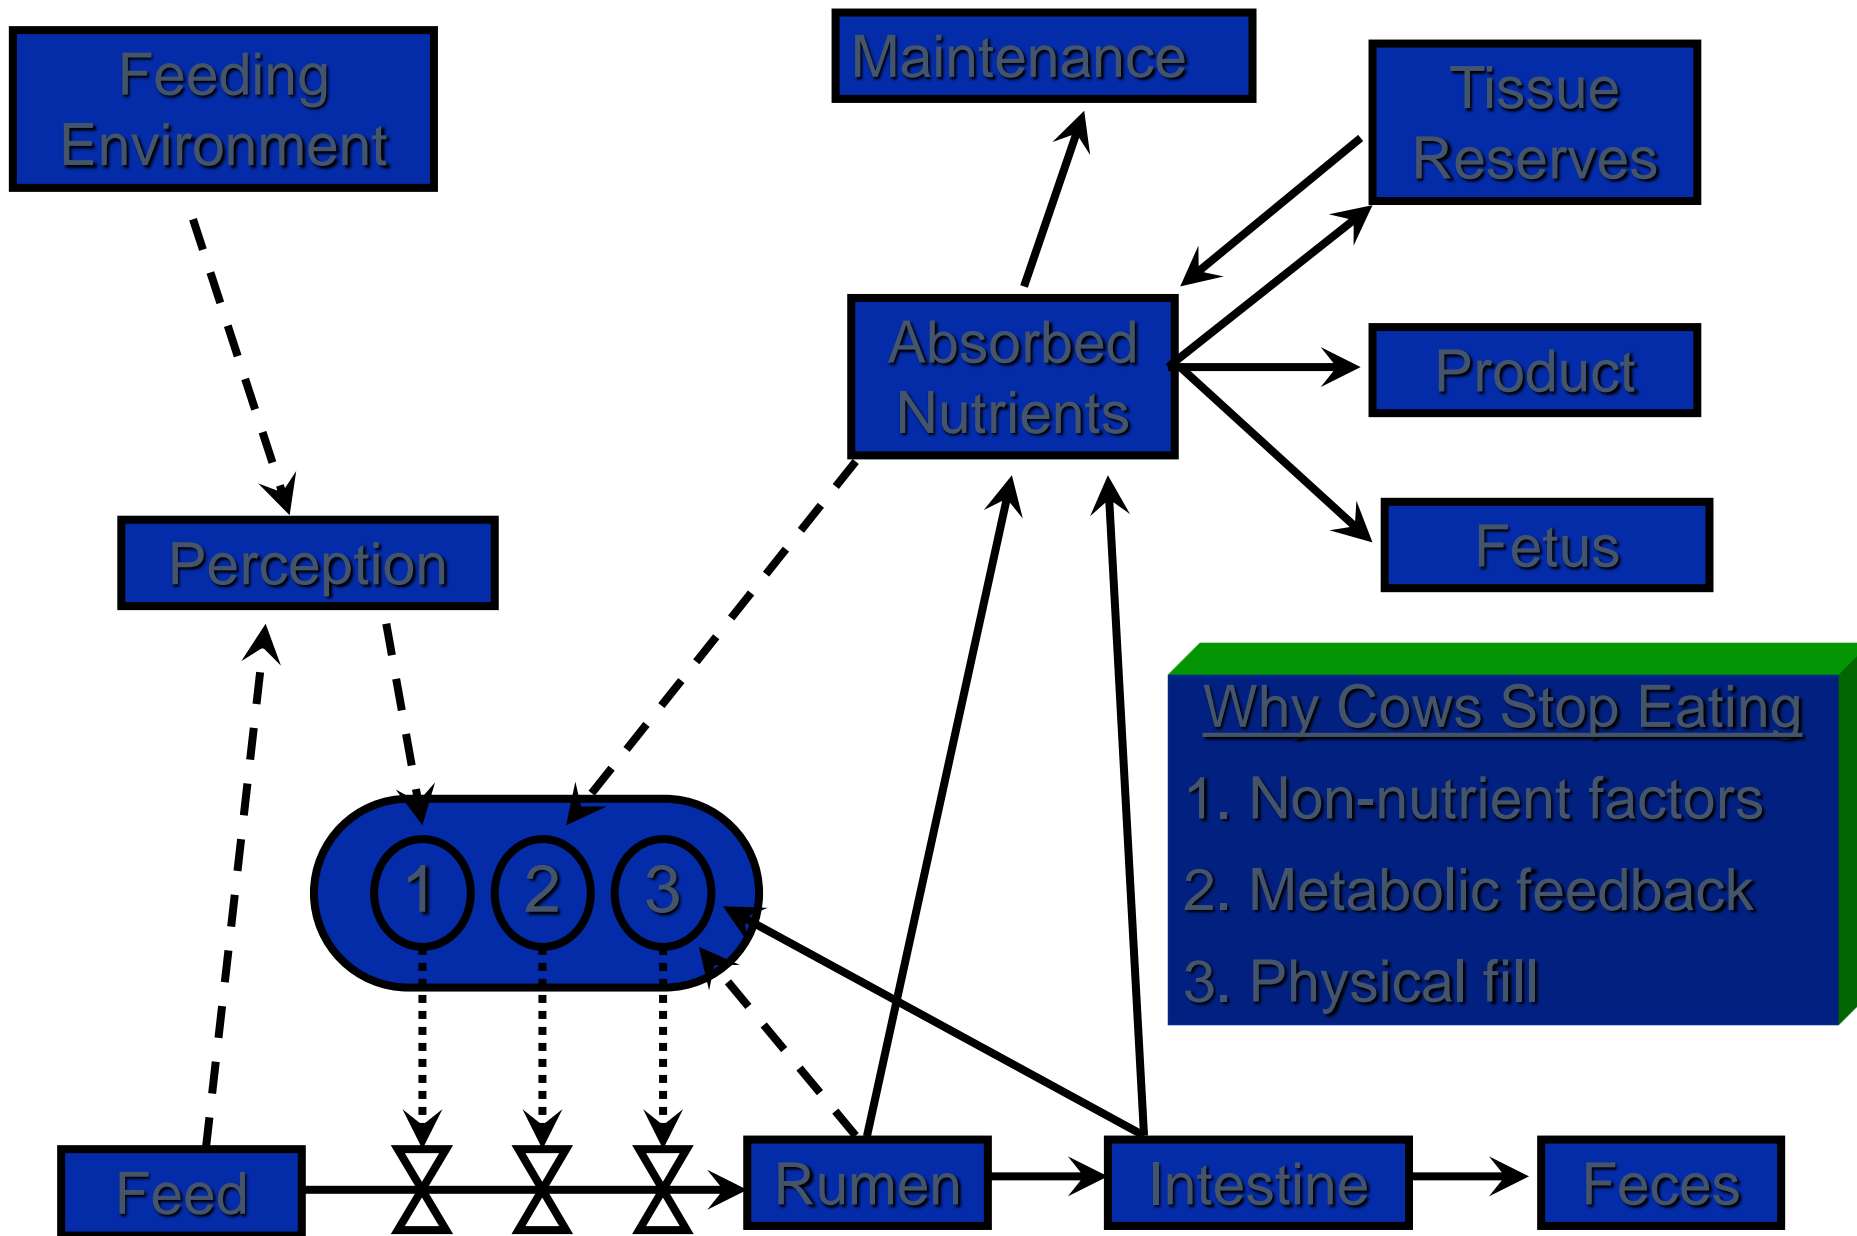 Feeding
Environment
Maintenance
Tissue
Reserves
Absorbed
Nutrients
Product
Fetus
Perception
Why Cows Stop Eating
1. Non-nutrient factors
2. Metabolic feedback
3. Physical fill
1 2 3
Feed
Rumen
Intestine
Feces